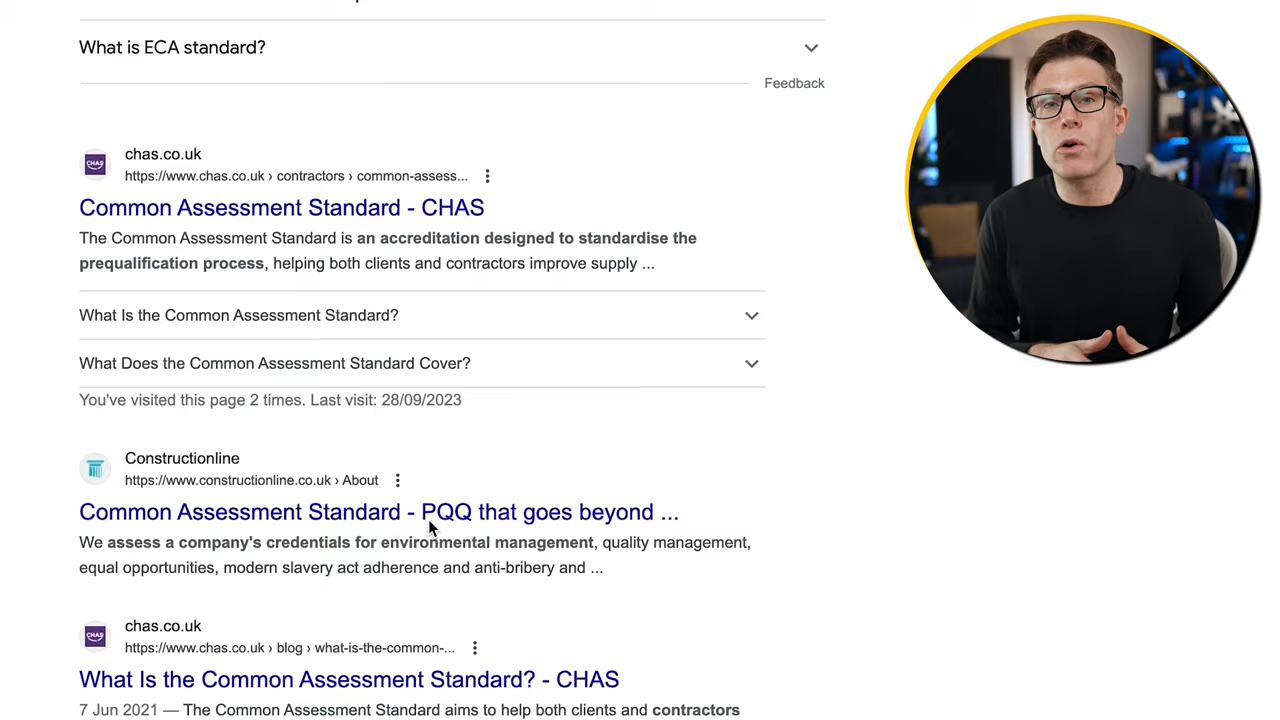 What is ECA standard?
Feedback
CHAS
chas.co.uk
https://www.chas.co.uk › contractors › common-assess...
Common Assessment Standard - CHAS
The Common Assessment Standard is an accreditation designed to standardise the
prequalification process, helping both clients and contractors improve supply ...
What Is the Common Assessment Standard?
What Does the Common Assessment Standard Cover?
You've visited this page 2 times. Last visit: 28/09/2023
Constructionline
https://www.constructionline.co.uk › About
Common Assessment Standard - PQQ that goes beyond ...
We assess a company's credentials for environmental management, quality management,
equal opportunities, modern slavery act adherence and anti-bribery and ...
CHAS
chas.co.uk
https://www.chas.co.uk › blog › what-is-the-common-...
What Is the Common Assessment Standard? - CHAS
7 Jun 2021 — The Common Assessment Standard aims to help both clients and contractors